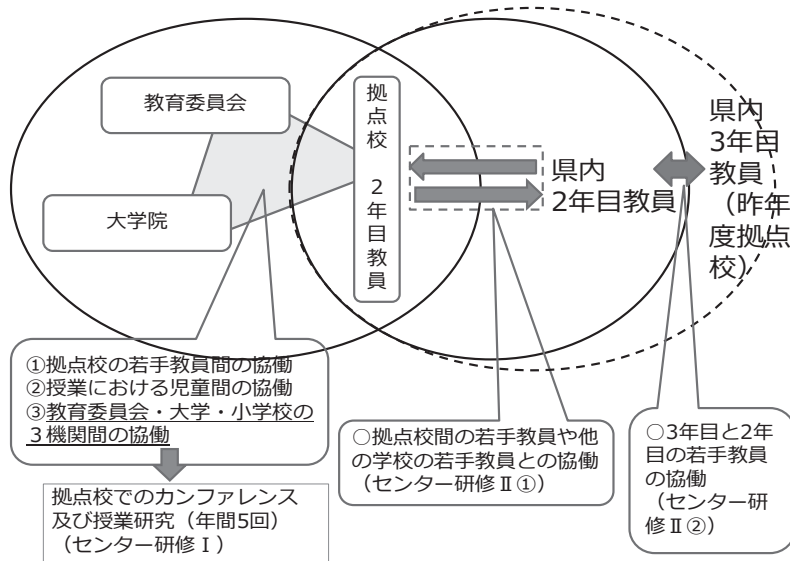 教育委員会
大学院
拠点校 2年目教員
県内
2年目教員
県内
3年目
教員
（昨年
度拠点
校）
①拠点校の若手教員間の協働
②授業における児童間の協働
③教育委員会・大学・小学校の
３機関間の協働
拠点校でのカンファレンス
及び授業研究（年間5回）
（センター研修Ⅰ）
○拠点校間の若手教員や他
の学校の若手教員との協働
（センター研修Ⅱ①）
○3年目と2年
目の若手教員
の協働
（センター研
修Ⅱ②）